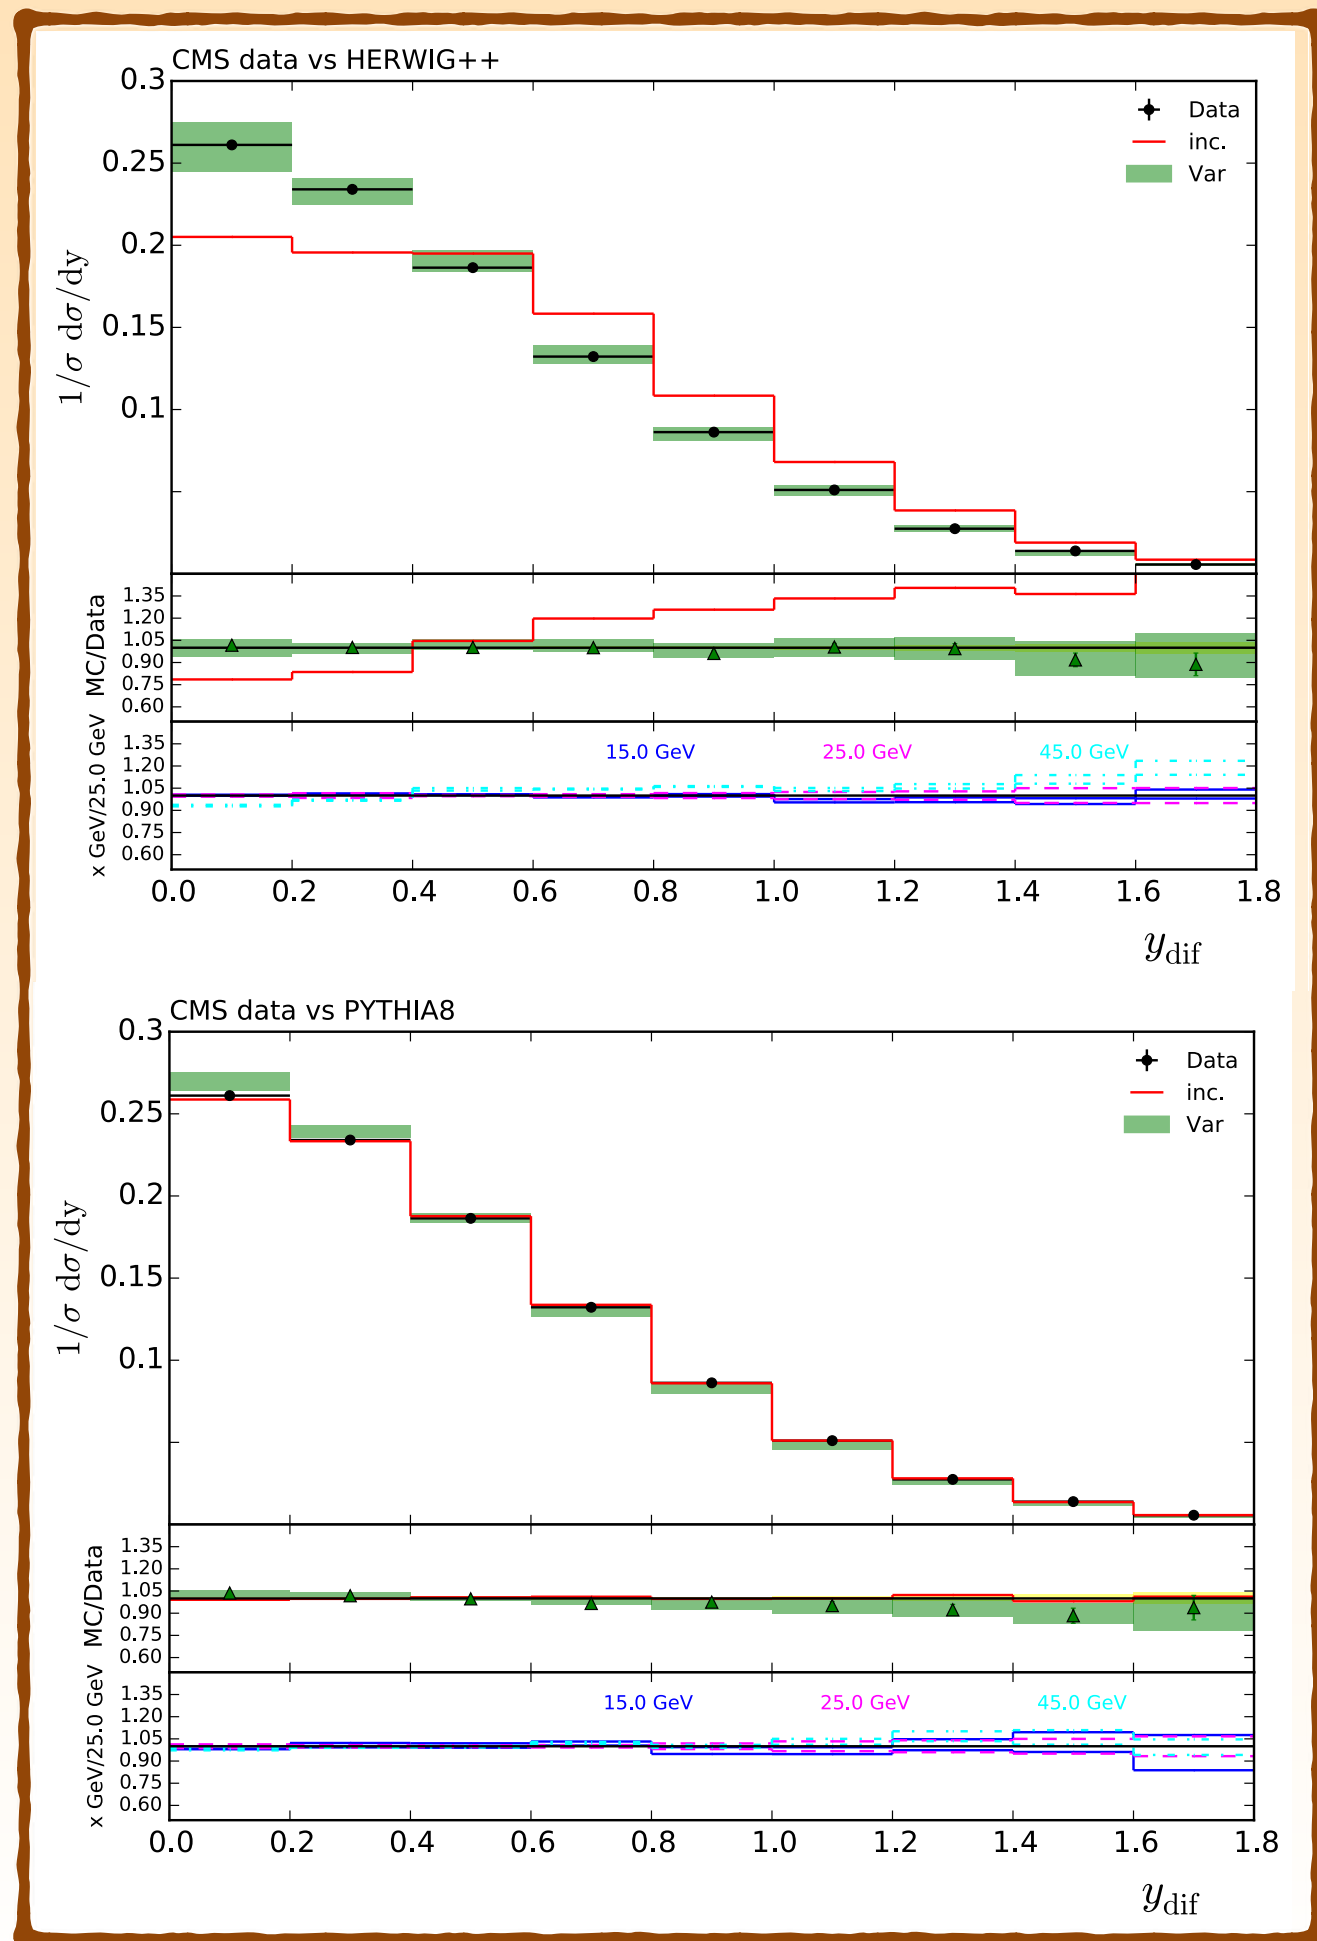 CMS data vs HERWIG++
0.3
0.25
0.2
0.15
0.1
1/σ dσ/dy
Data
inc.
Var
MC/Data
1.35
1.20
1.05
0.90
0.75
0.60
x GeV/25.0 GeV
1.35
1.20
1.05
0.90
0.75
0.60
15.0 GeV 25.0 GeV 45.0 GeV
0.0 0.2 0.4 0.6 0.8 1.0 1.2 1.4 1.6 1.8
y_dif
CMS data vs PYTHIA8
0.3
0.25
0.2
0.15
0.1
1/σ dσ/dy
Data
inc.
Var
MC/Data
1.35
1.20
1.05
0.90
0.75
0.60
x GeV/25.0 GeV
1.35
1.20
1.05
0.90
0.75
0.60
15.0 GeV 25.0 GeV 45.0 GeV
0.0 0.2 0.4 0.6 0.8 1.0 1.2 1.4 1.6 1.8
y_dif